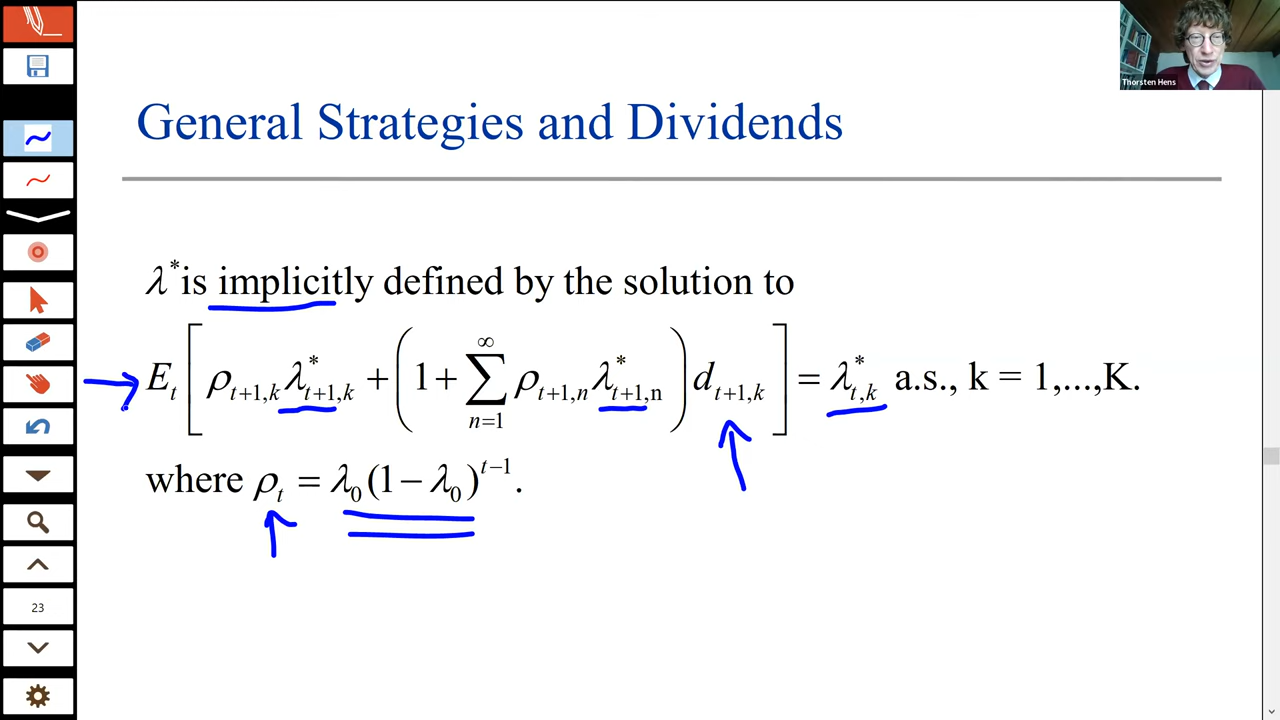 Thorsten Hens
General Strategies and Dividends
λ* is implicitly defined by the solution to
E_t [ ρ_{t+1,k} λ*_{t+1,k} + ( 1 + ∑_{n=1}^{∞} ρ_{t+1,n} λ*_{t+1,n} ) d_{t+1,k} ] = λ*_{t,k} a.s., k = 1,...,K.
where ρ_t = λ_0 (1 − λ_0)^{t−1}.
23